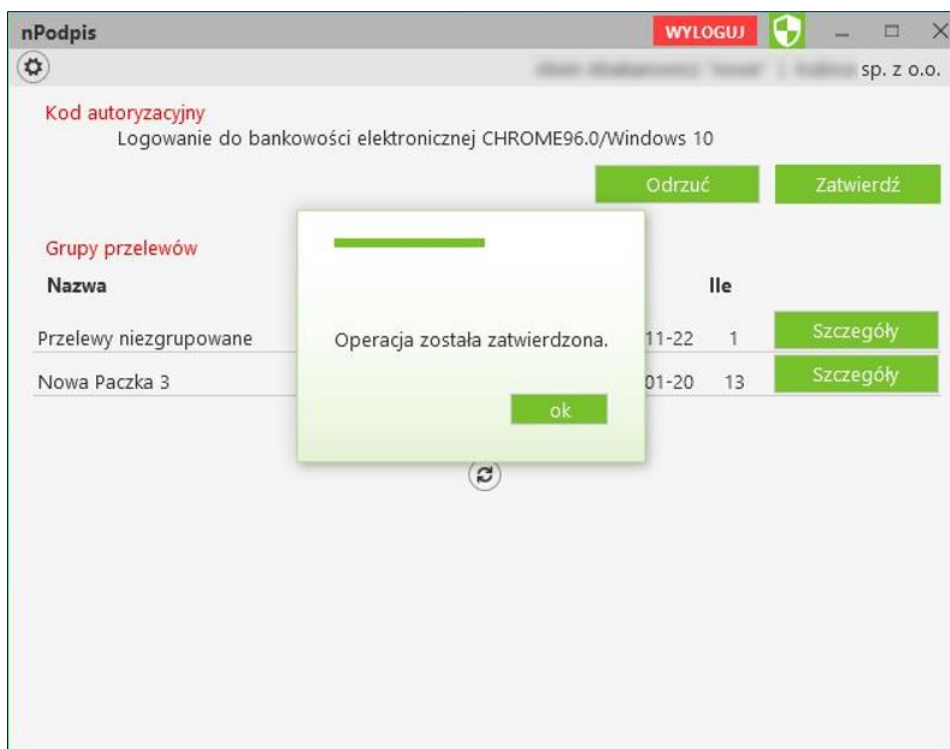 nPodpis WYLOGUJ
sp. z o.o.
Kod autoryzacyjny
Logowanie do bankowości elektronicznej CHROME96.0/Windows 10
Odrzuć Zatwierdź
Grupy przelewów
Nazwa Ile
Przelewy niezgrupowane 11-22 1 Szczegóły
Nowa Paczka 3 01-20 13 Szczegóły
Operacja została zatwierdzona.
ok